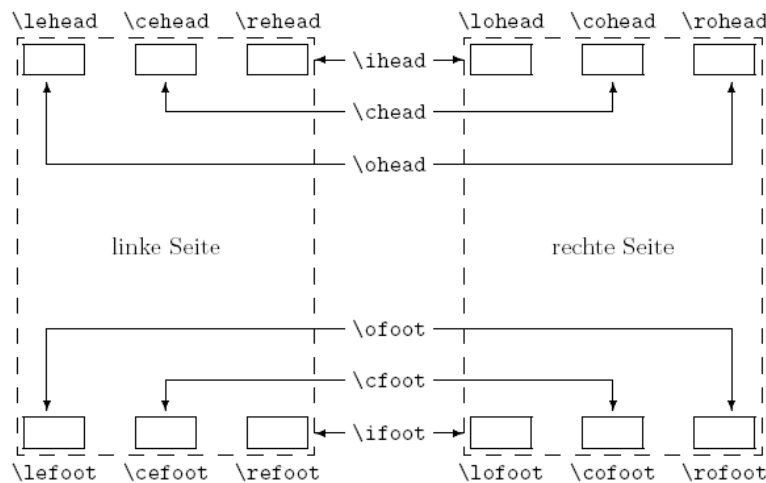 \lehead \cehead \rehead \lohead \cohead \rohead
\ihead
\chead
\ohead
linke Seite rechte Seite
\ofoot
\cfoot
\ifoot
\lefoot \cefoot \refoot \lofoot \cofoot \rofoot